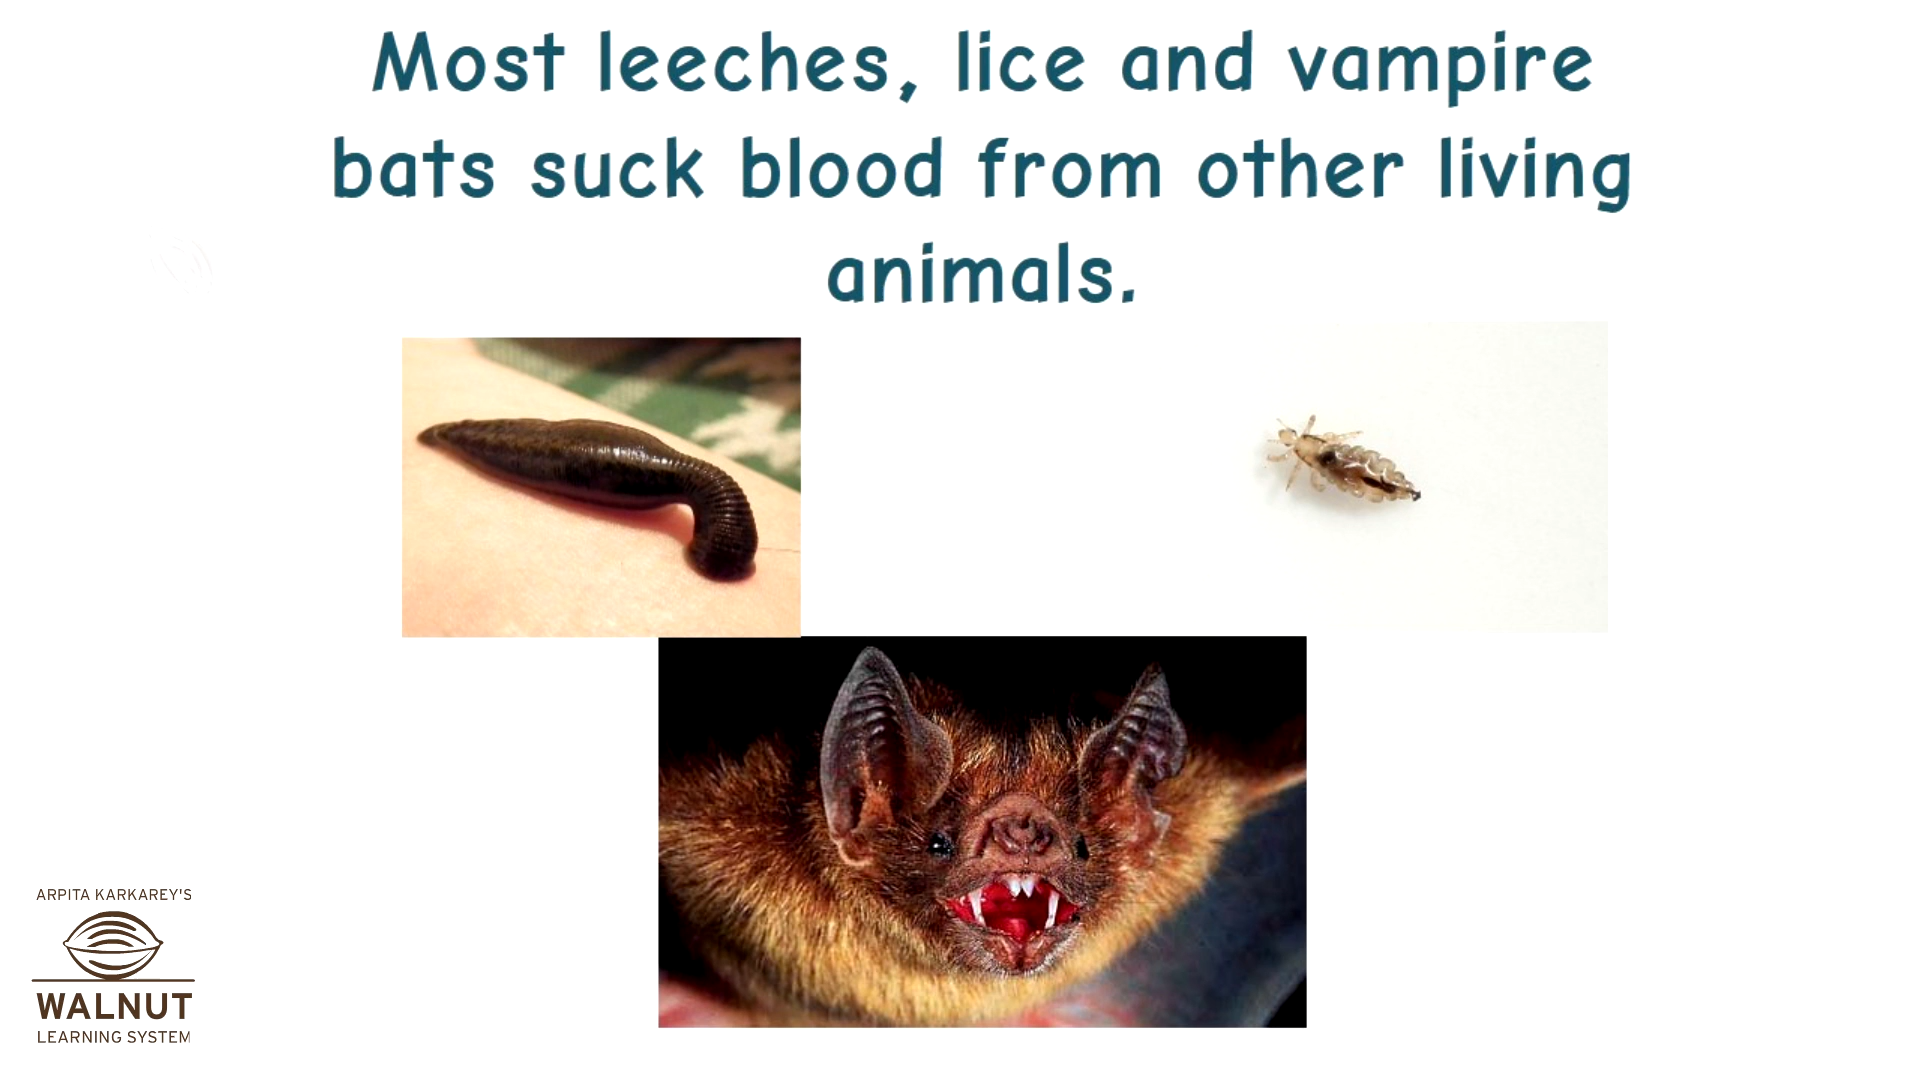 Most leeches, lice and vampire
bats suck blood from other living
animals.
ARPITA KARKAREY'S
WALNUT
LEARNING SYSTEM